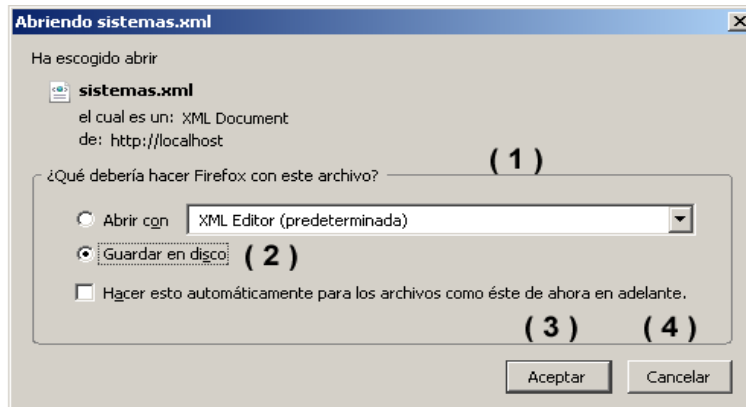 Abriendo sistemas.xml
Ha escogido abrir
sistemas.xml
el cual es un: XML Document
de: http://localhost
( 1 )
¿Qué debería hacer Firefox con este archivo?
Abrir con XML Editor (predeterminada)
Guardar en disco ( 2 )
Hacer esto automáticamente para los archivos como éste de ahora en adelante.
( 3 ) ( 4 )
Aceptar Cancelar